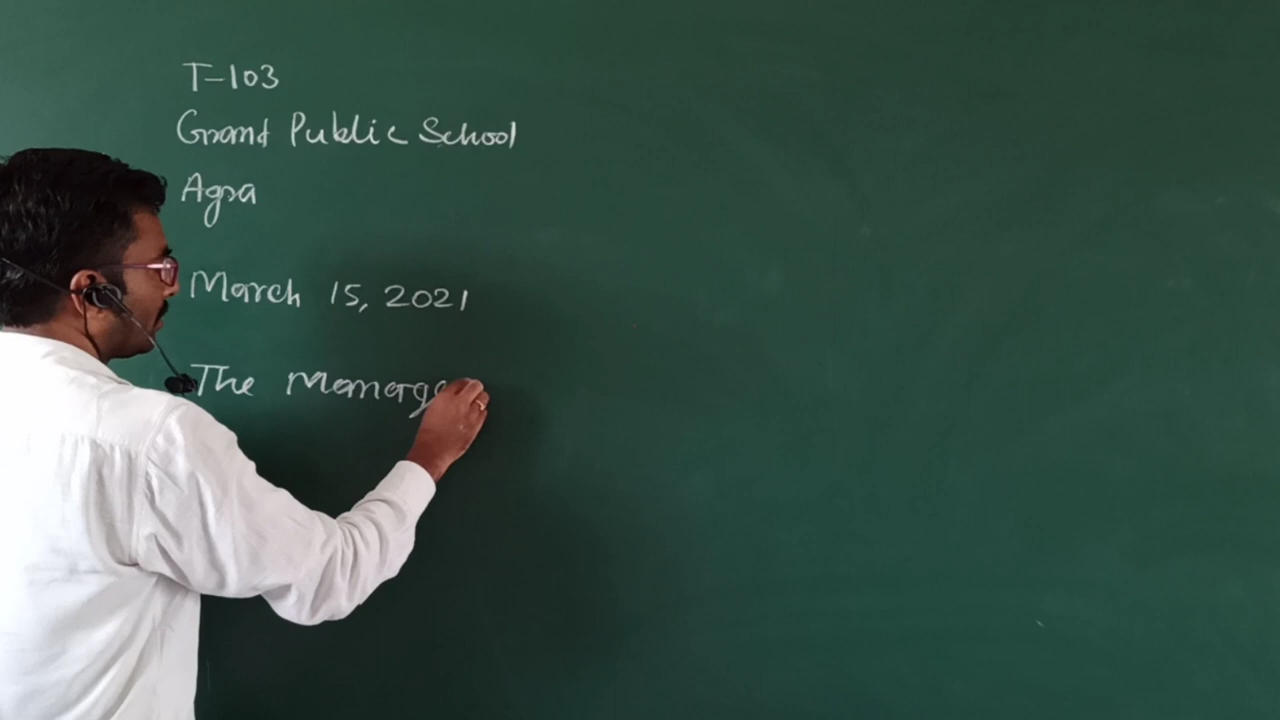 T-103
Grand Public School
Agra
March 15, 2021
The Manage